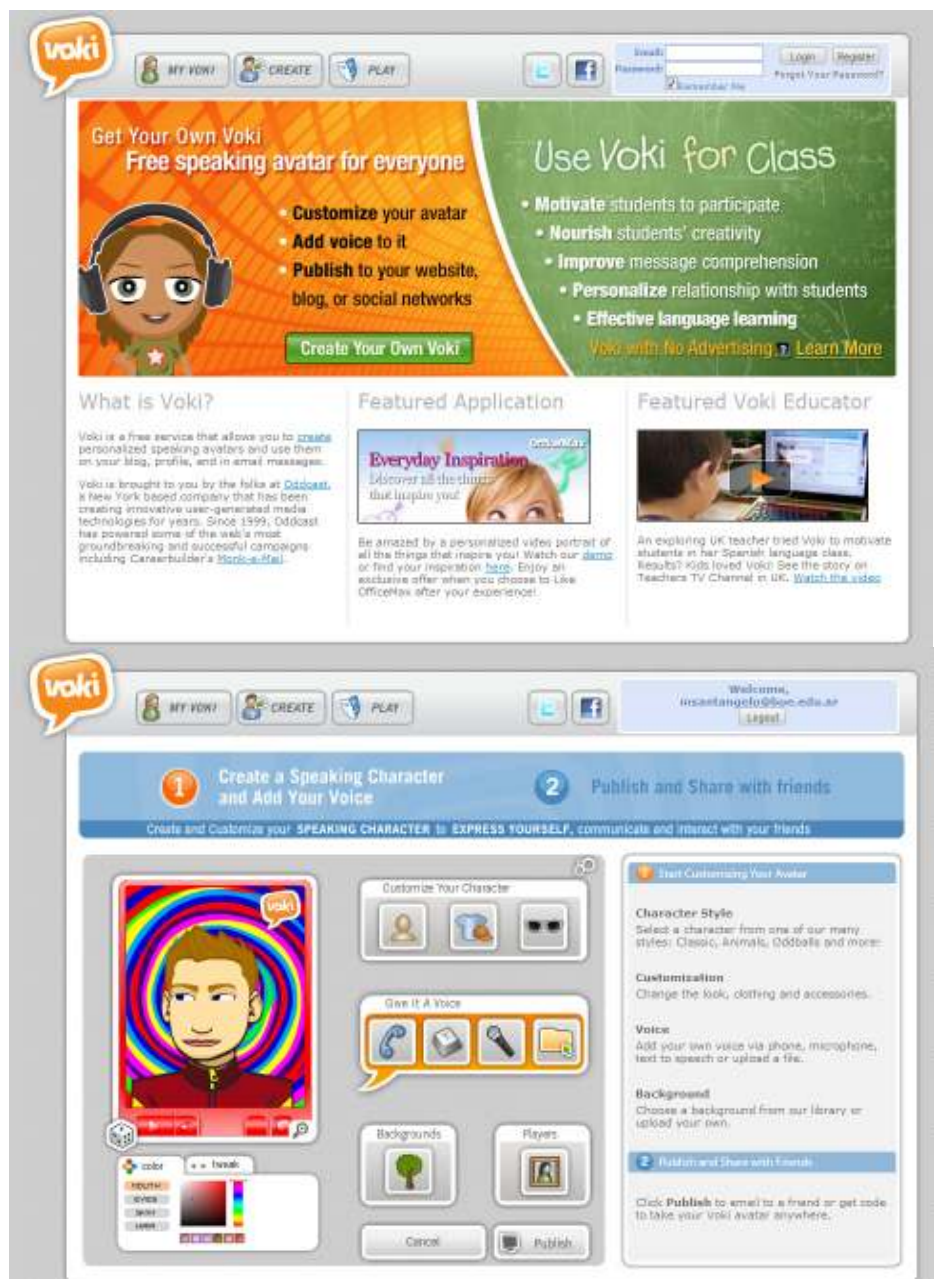 voki
MY VOKI
CREATE
PLAY
Email:
Password:
Remember Me
Login
Register
Forgot Your Password?
Get Your Own Voki
Free speaking avatar for everyone
• Customize your avatar
• Add voice to it
• Publish to your website,
blog, or social networks
Create Your Own Voki
Use Voki for Class
• Motivate students to participate
• Nourish students' creativity
• Improve message comprehension
• Personalize relationship with students
• Effective language learning
Voki with No Advertising Learn More
What is Voki?
Voki is a free service that allows you to create
personalized speaking avatars and use them
on your blog, profile, and in email messages.
Voki is brought to you by the folks at Oddcast,
a New York based company that has been
creating innovative user-generated media
technologies for years. Since 1999, Oddcast
has powered some of the web's most
groundbreaking and successful campaigns
including Careerbuilder's Monk-e-Mail.
Featured Application
OfficeMax
Everyday Inspiration
Discover all the things
that inspire you!
Be amazed by a personalized video portrait of
all the things that inspire you! Watch our demo
or find your inspiration here. Enjoy an
exclusive offer when you choose to Like
OfficeMax after your experience!
Featured Voki Educator
An exploring UK teacher tried Voki to motivate
students in her Spanish language class.
Results? Kids loved Voki! See the story on
Teachers TV Channel in UK. Watch the video
voki
MY VOKI
CREATE
PLAY
Welcome,
Logout
1
Create a Speaking Character
and Add Your Voice
2
Publish and Share with friends
Create and Customize your SPEAKING CHARACTER to EXPRESS YOURSELF, communicate and interact with your friends
voki
color
tweak
MOUTH
EYES
SKIN
HAIR
Customize Your Character
Give It A Voice
Backgrounds
Players
Cancel
Publish
1 Start Customizing Your Avatar
Character Style
Select a character from one of our many
styles: Classic, Animals, Oddballs and more!
Customization
Change the look, clothing and accessories.
Voice
Add your own voice via phone, microphone,
text to speech or upload a file.
Background
Choose a background from our library or
upload your own.
2 Publish and Share with Friends
Click Publish to email to a friend or get code
to take your Voki avatar anywhere.